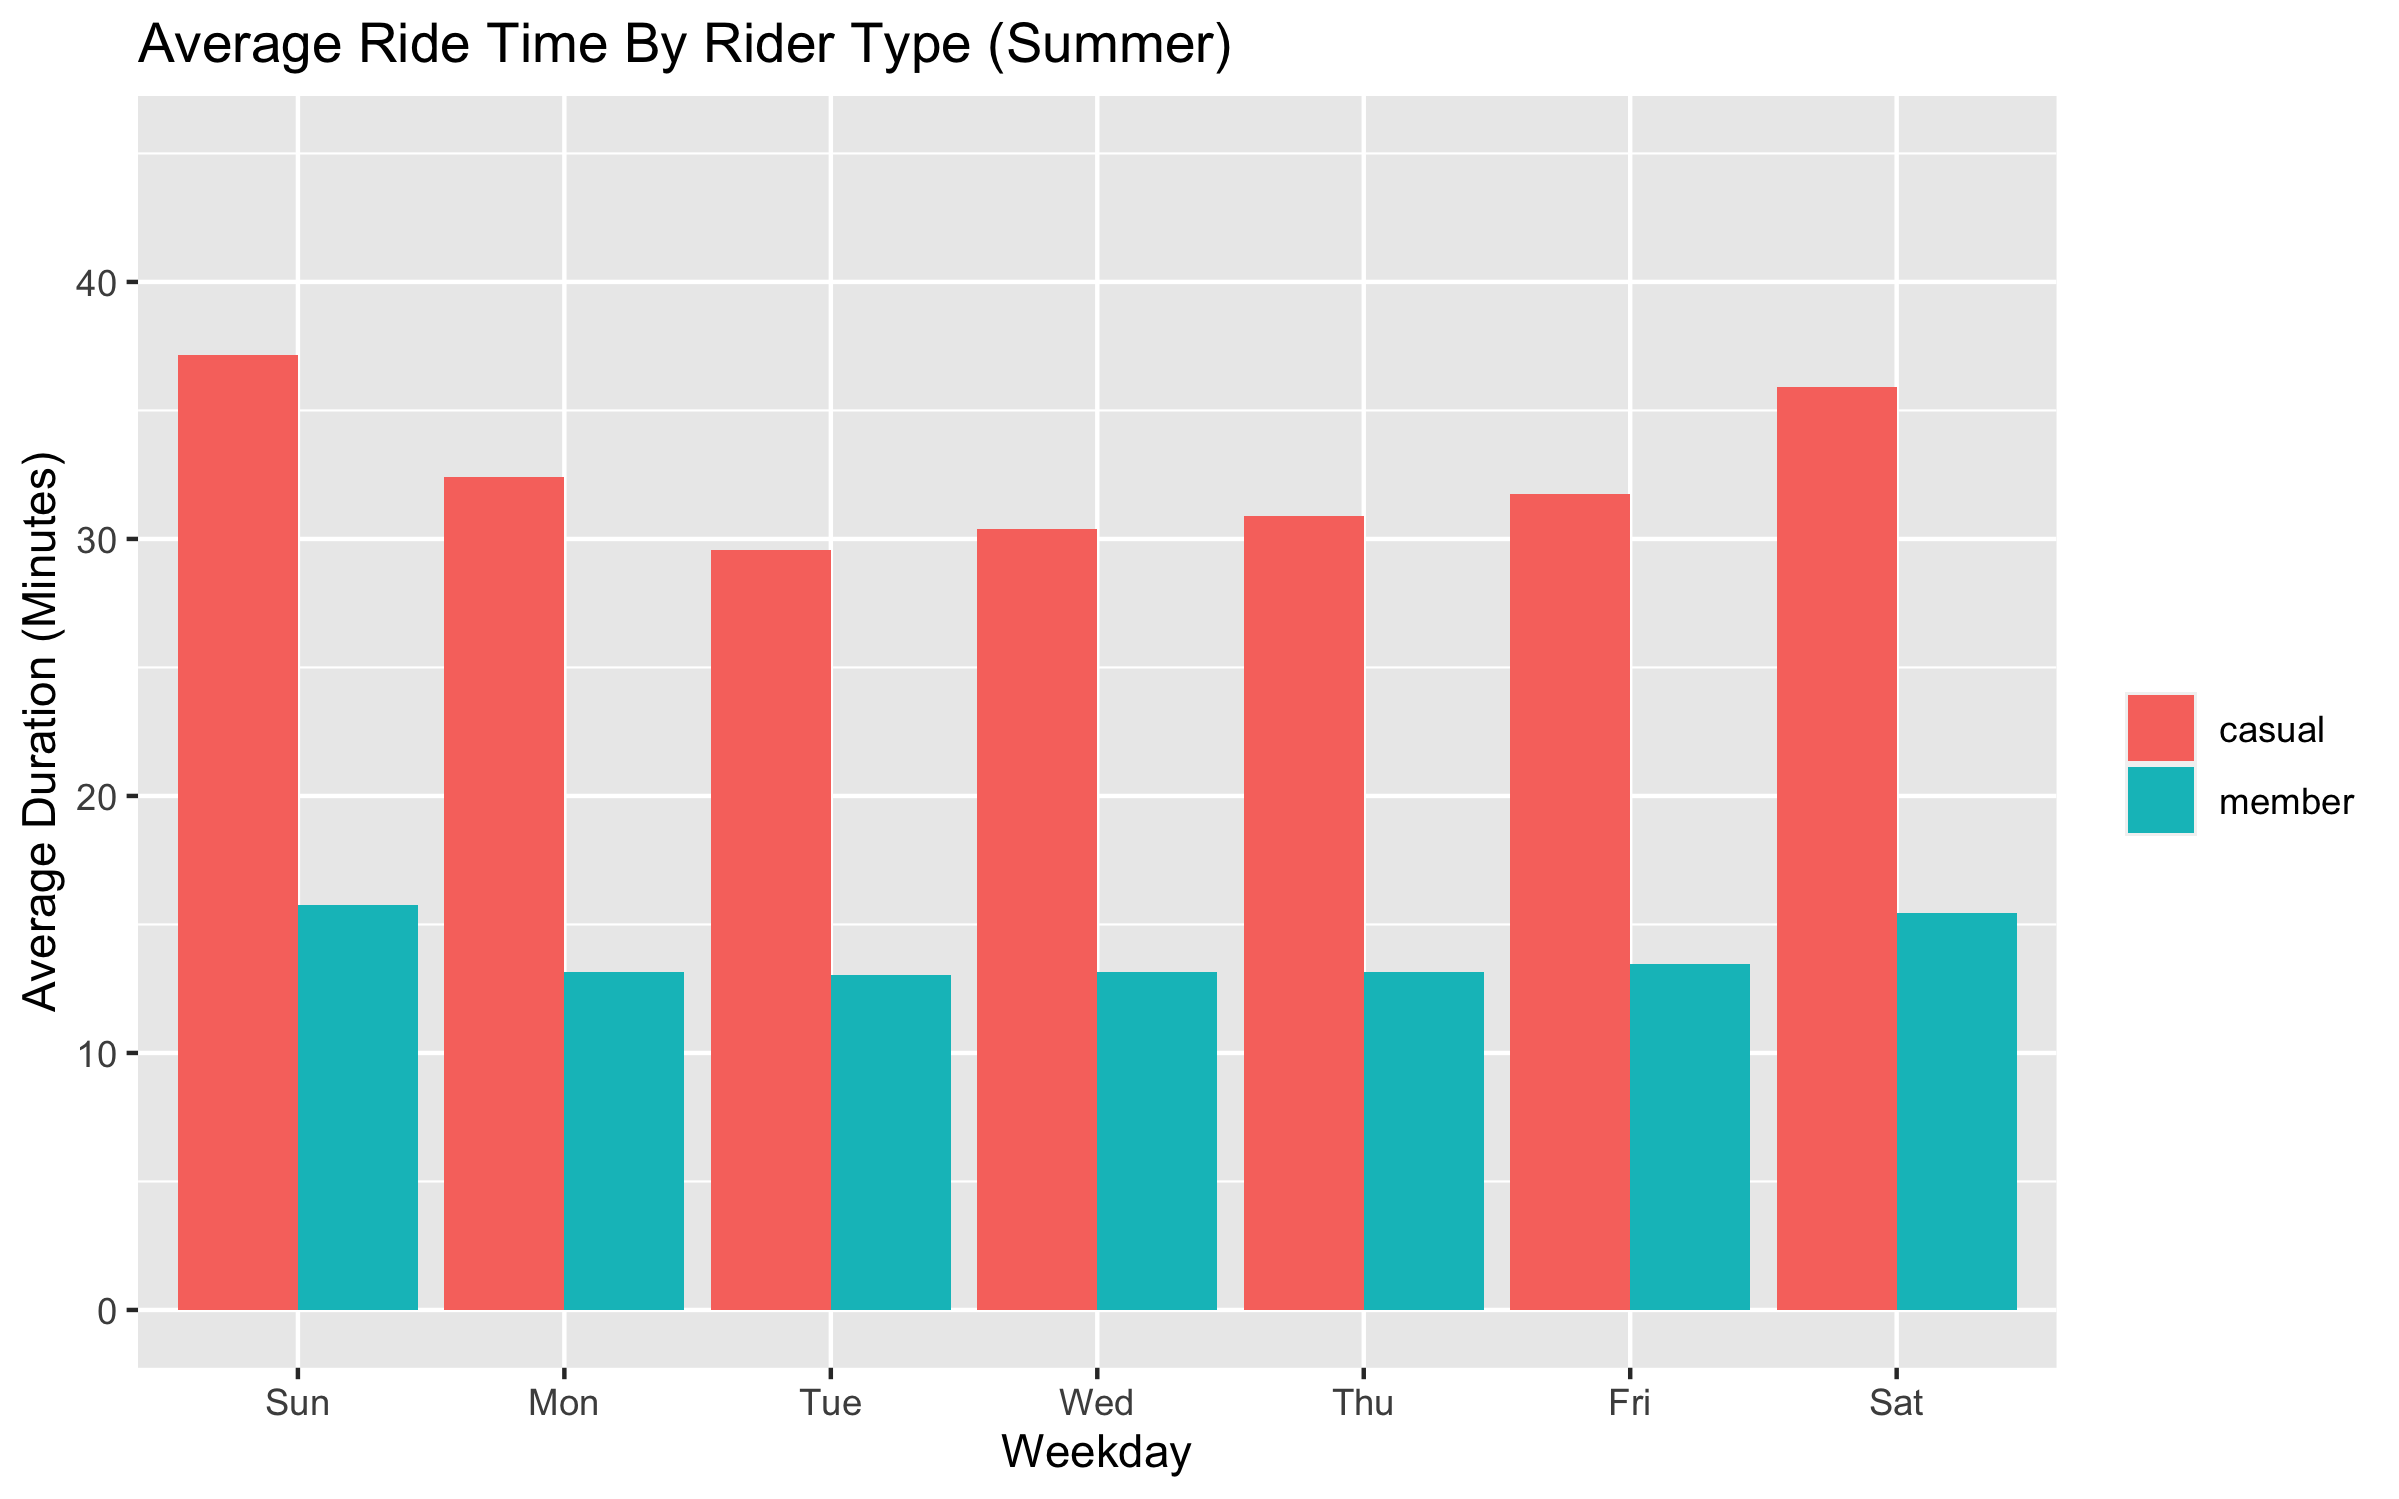 Average Ride Time By Rider Type (Summer)
Average Duration (Minutes)
40
30
20
10
0
Sun Mon Tue Wed Thu Fri Sat
Weekday
casual
member